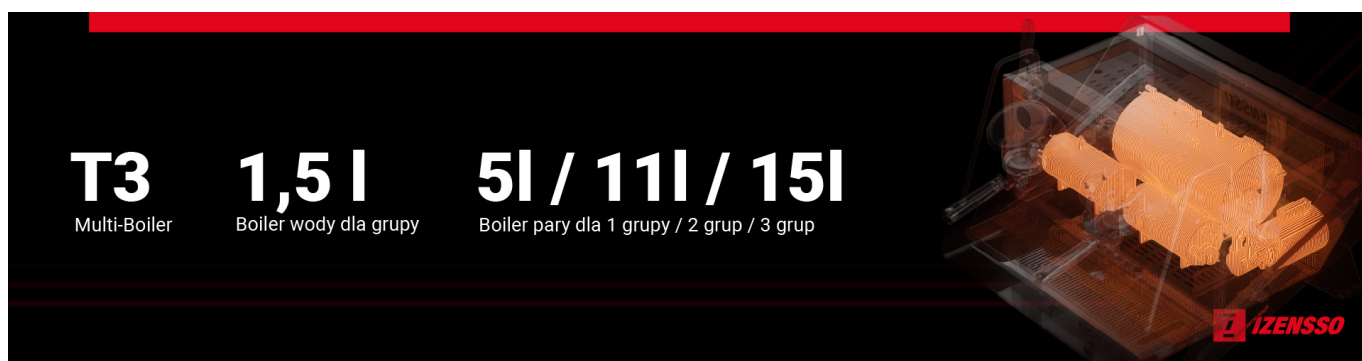 T3
Multi-Boiler
1,5 l
Boiler wody dla grupy
5l / 11l / 15l
Boiler pary dla 1 grupy / 2 grup / 3 grup
İZENSSO